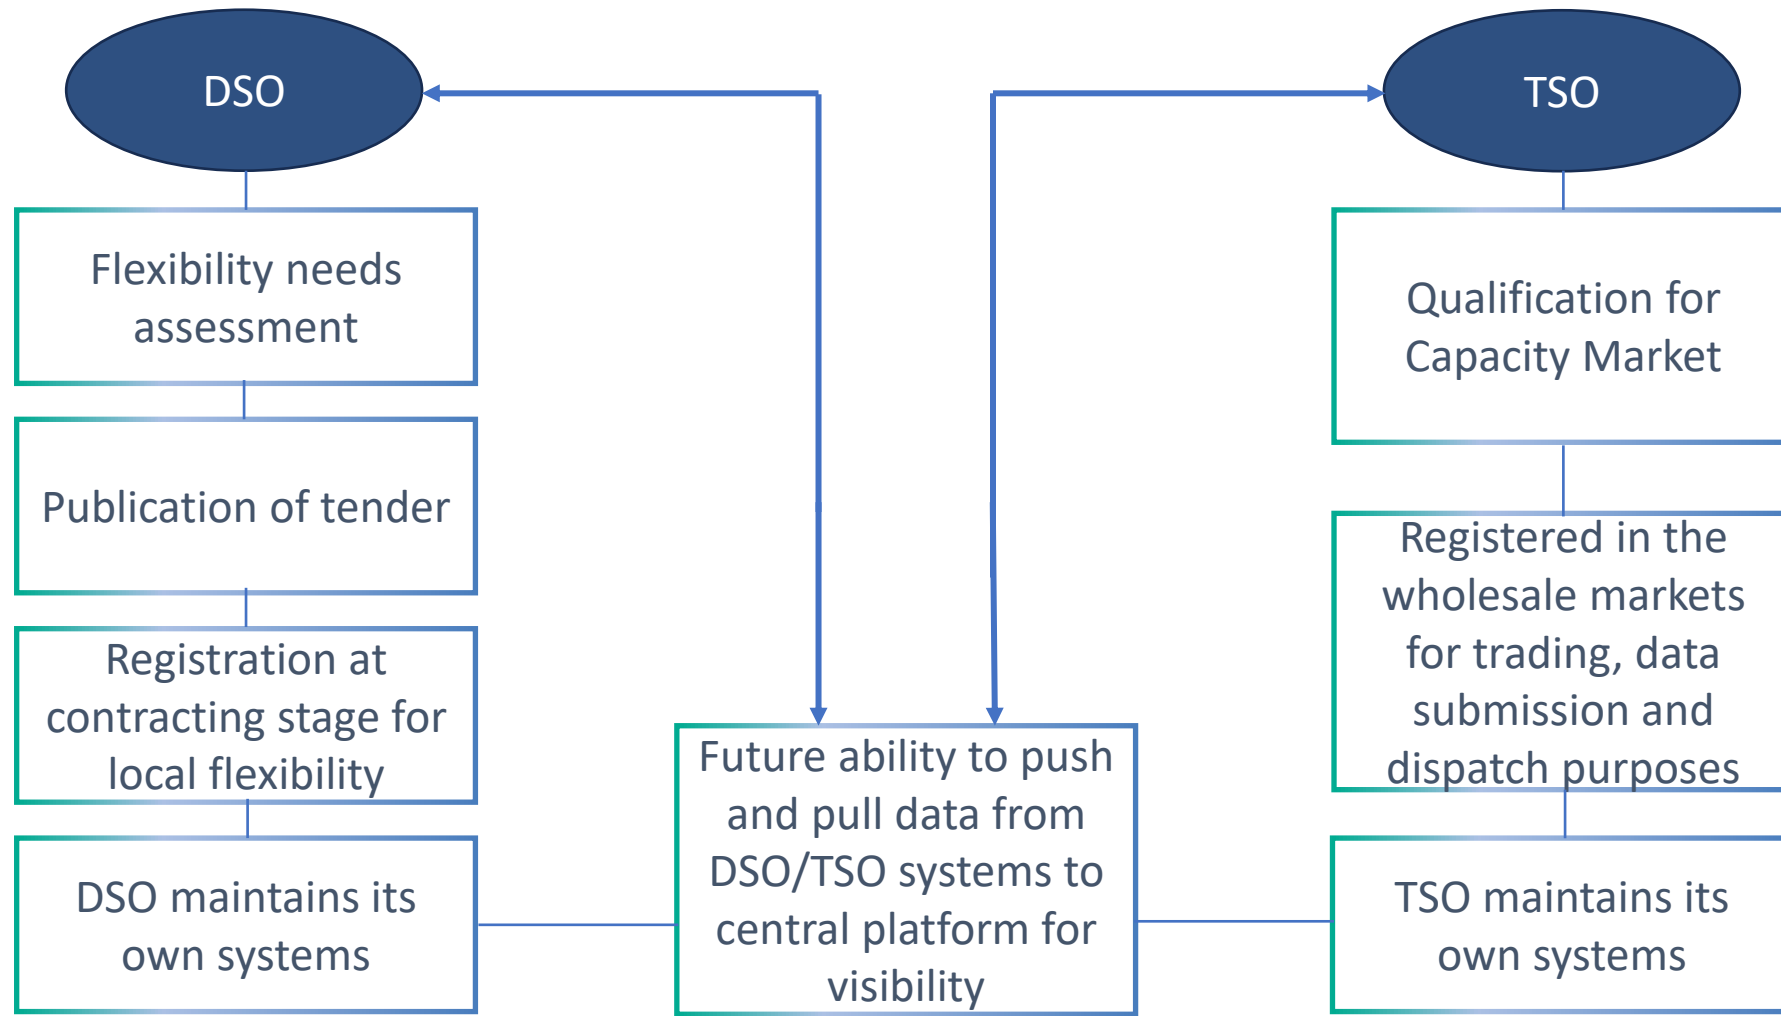 DSO
Flexibility needs
assessment
Publication of tender
Registration at
contracting stage for
local flexibility
DSO maintains its
own systems
Future ability to push
and pull data from
DSO/TSO systems to
central platform for
visibility
TSO
Qualification for
Capacity Market
Registered in the
wholesale markets
for trading, data
submission and
dispatch purposes
TSO maintains its
own systems